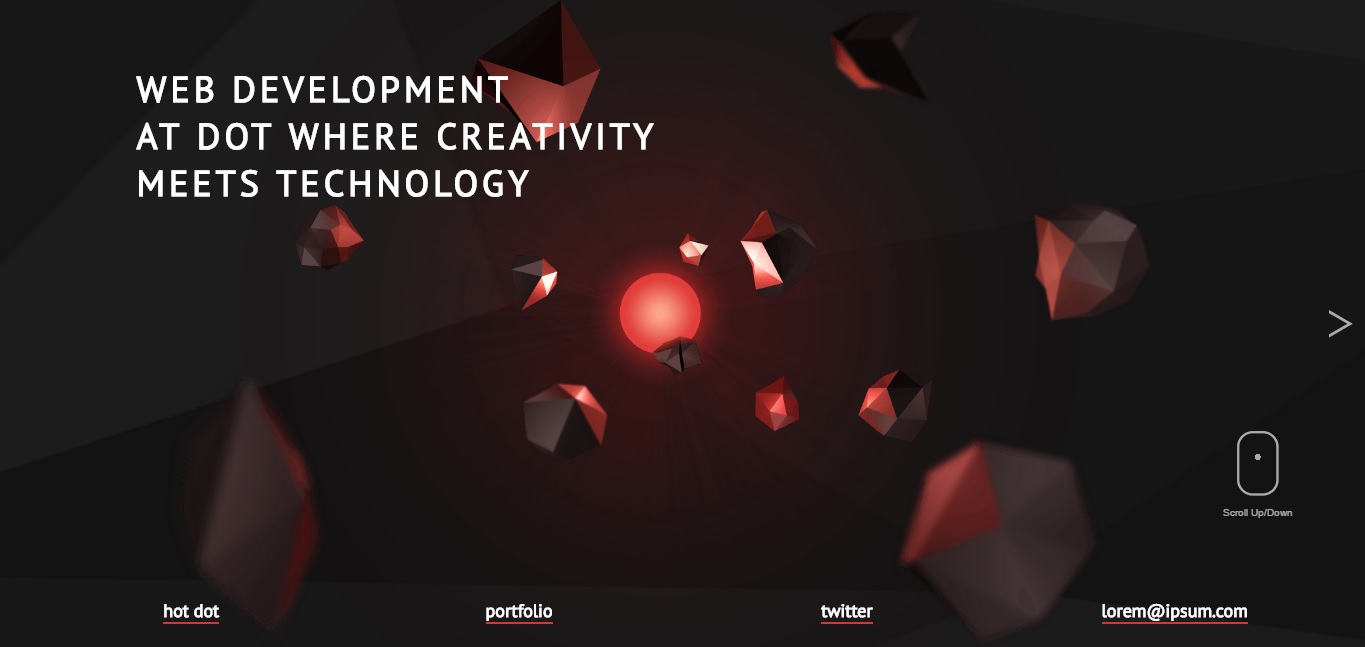 WEB DEVELOPMENT
AT DOT WHERE CREATIVITY
MEETS TECHNOLOGY
Scroll Up/Down
hot dot
portfolio
twitter
lorem@ipsum.com